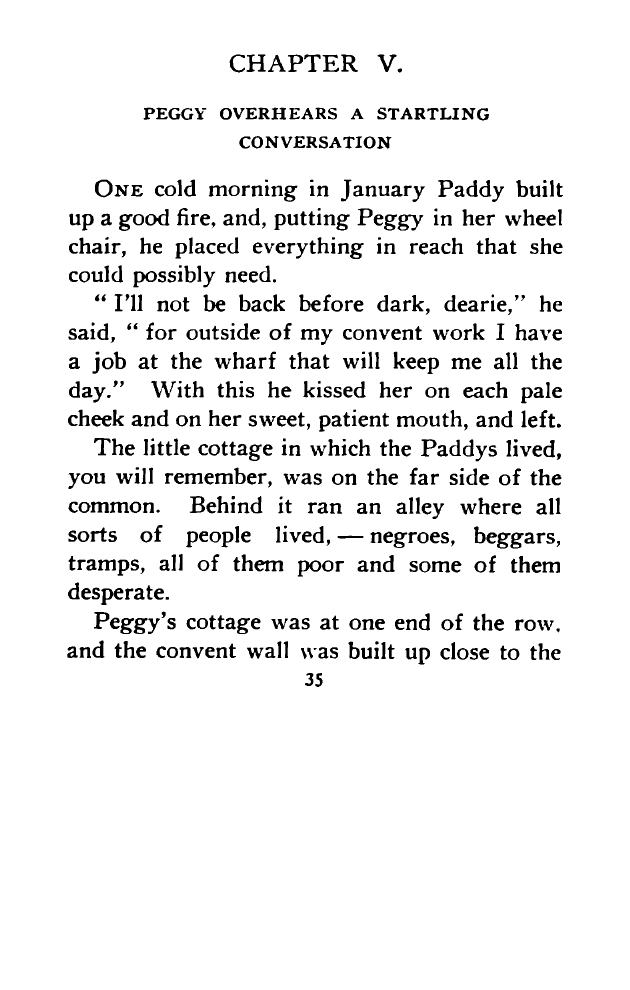 CHAPTER V.
PEGGY OVERHEARS A STARTLING
CONVERSATION
ONE cold morning in January Paddy built
up a good fire, and, putting Peggy in her wheel
chair, he placed everything in reach that she
could possibly need.
“ I’ll not be back before dark, dearie,” he
said, “ for outside of my convent work I have
a job at the wharf that will keep me all the
day.” With this he kissed her on each pale
cheek and on her sweet, patient mouth, and left.
The little cottage in which the Paddys lived,
you will remember, was on the far side of the
common. Behind it ran an alley where all
sorts of people lived, — negroes, beggars,
tramps, all of them poor and some of them
desperate.
Peggy’s cottage was at one end of the row.
and the convent wall was built up close to the
35